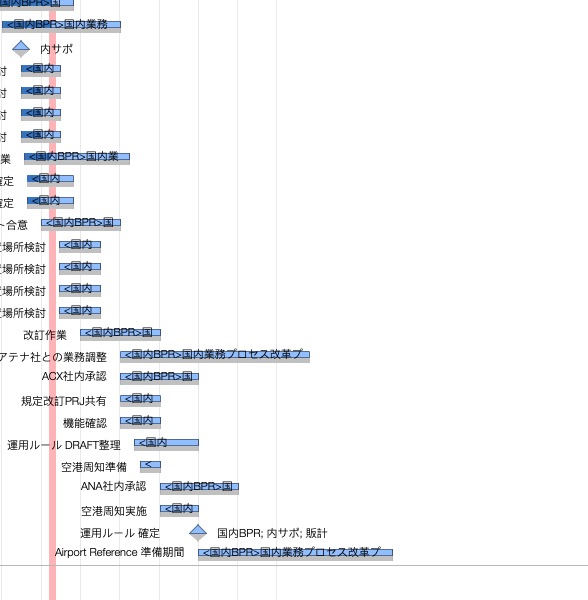 国内BPR>国
<国内BPR>国内業務
内サポ
討 <国内
討 <国内
討 <国内
討 <国内
業 <国内BPR>国内業
確定 <国内
確定 <国内
ト合意 <国内BPR>国
場所検討 <国内
場所検討 <国内
場所検討 <国内
場所検討 <国内
改訂作業 <国内BPR>国
アテナ社との業務調整 <国内BPR>国内業務プロセス改革プ
ACX社内承認 <国内BPR>国
規定改訂PRJ共有 <国内
機能確認 <国内
運用ルール DRAFT整理 <国内
空港周知準備 <
ANA社内承認 <国内BPR>国
空港周知実施 <国内
運用ルール 確定 国内BPR; 内サポ; 販計
Airport Reference 準備期間 <国内BPR>国内業務プロセス改革プ